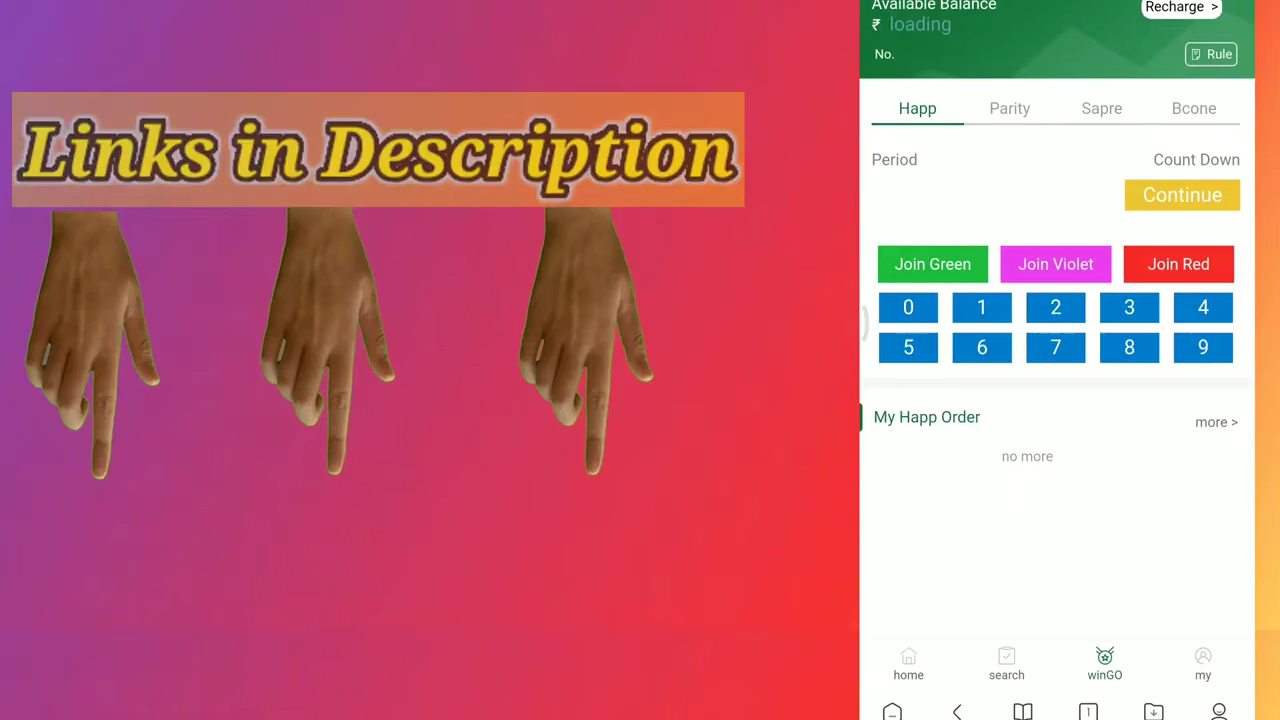 Links in Description
Available Balance
Recharge >
₹ loading
No.
Rule
Happ Parity Sapre Bcone
Period Count Down
Continue
Join Green Join Violet Join Red
0 1 2 3 4
5 6 7 8 9
My Happ Order
more >
no more
home search winGO my
1